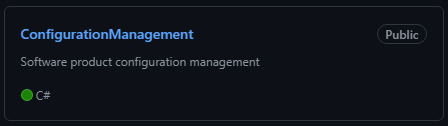 ConfigurationManagement Public
Software product configuration management
C#